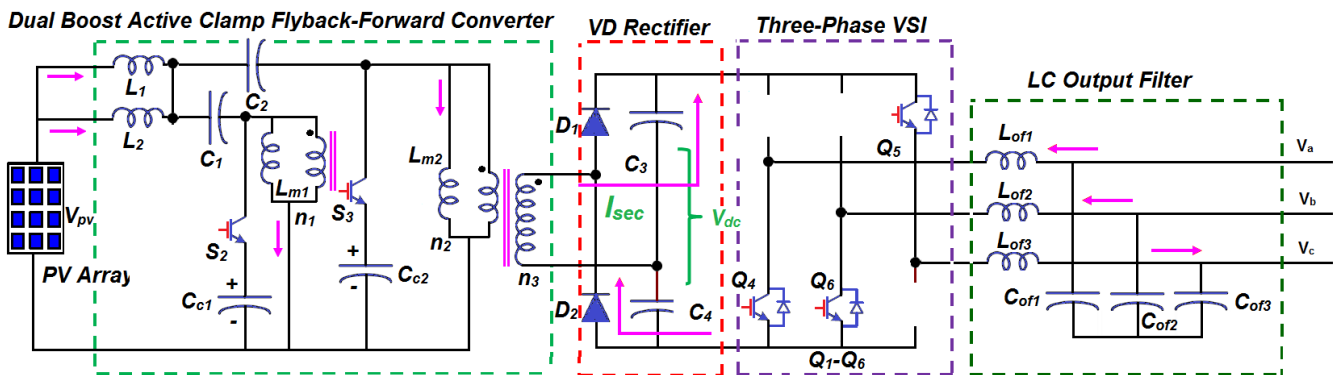 Dual Boost Active Clamp Flyback-Forward Converter
VD Rectifier
Three-Phase VSI
LC Output Filter
L1
L2
C2
C1
Lm1
n1
S2
S3
Cc1
+
-
+
-
Cc2
Lm2
n2
n3
Vpv
PV Array
D1
D2
C3
C4
Isec
Vdc
Q5
Q4
Q6
Q1-Q6
Lof1
Lof2
Lof3
Cof1
Cof2
Cof3
Va
Vb
Vc